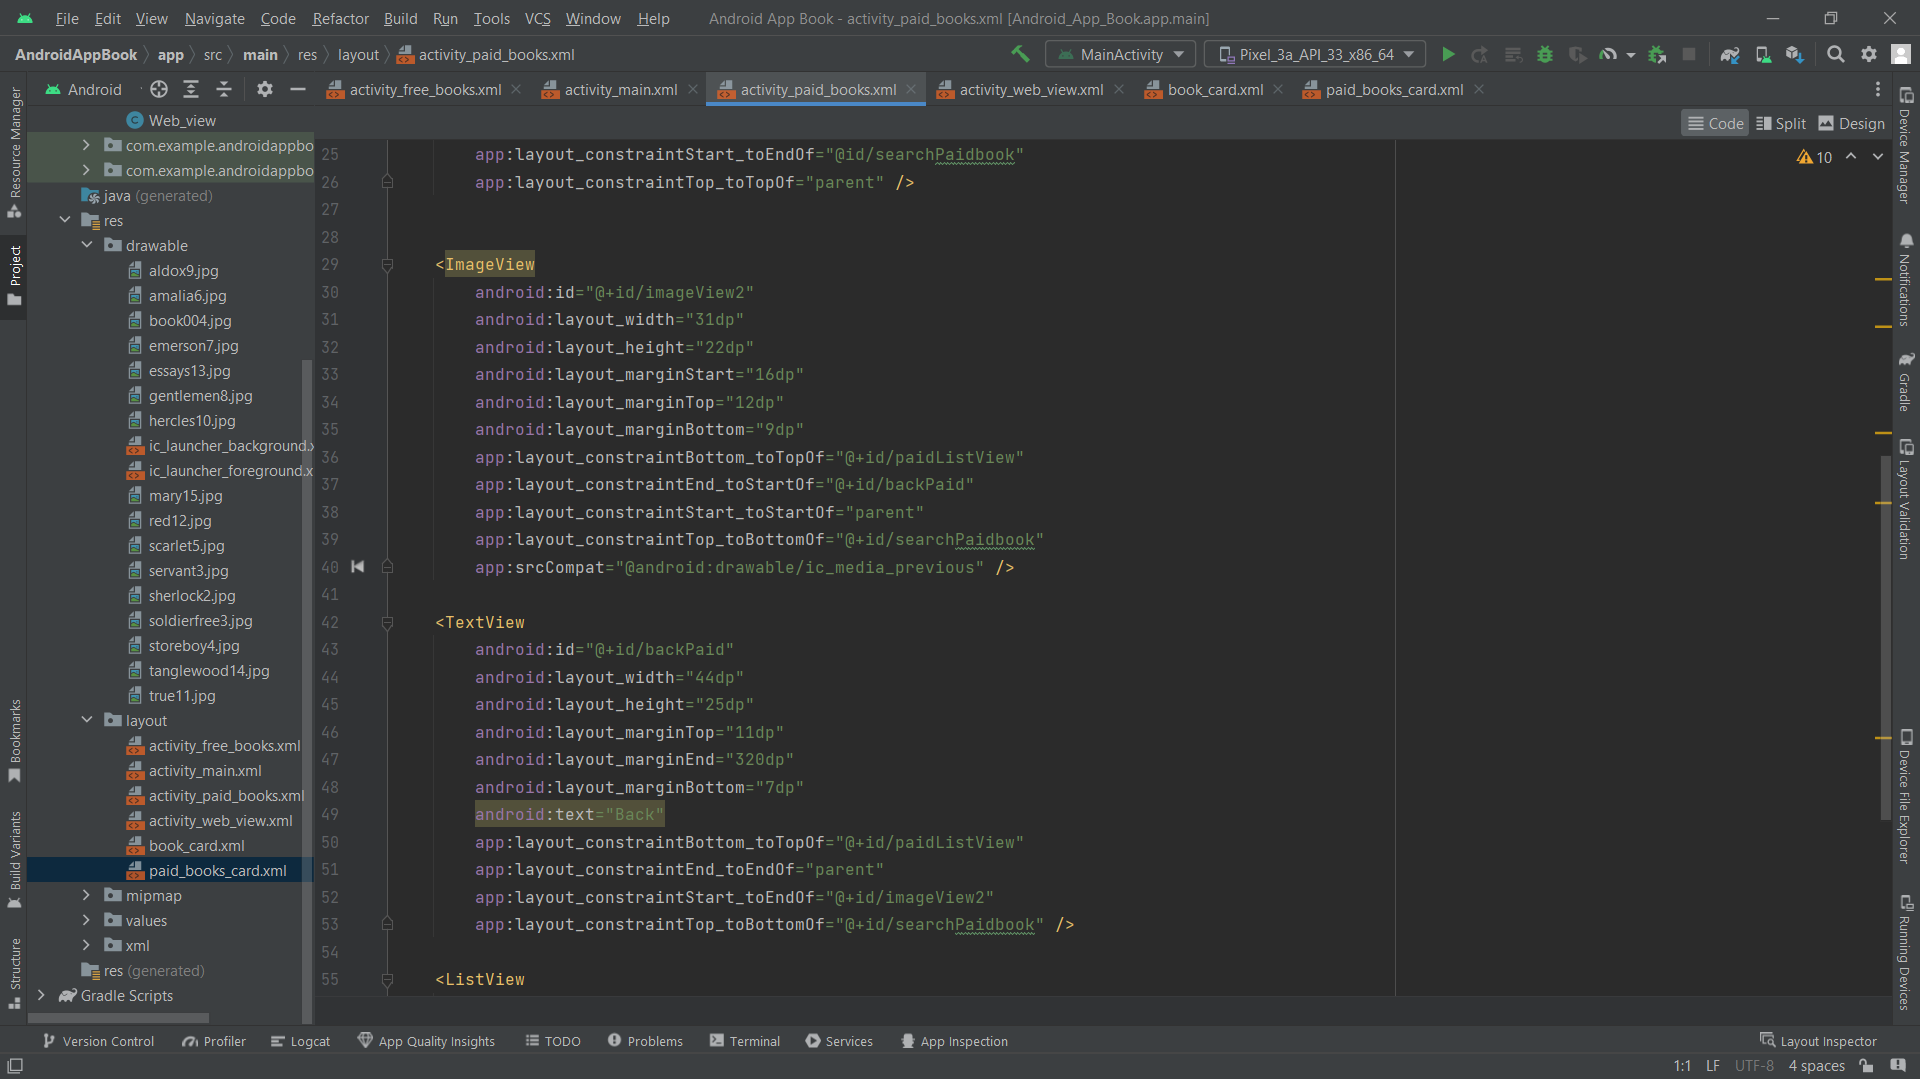 File Edit View Navigate Code Refactor Build Run Tools VCS Window Help Android App Book - activity_paid_books.xml [Android_App_Book.app.main]
AndroidAppBook app src main res layout activity_paid_books.xml MainActivity Pixel_3a_API_33_x86_64
Android activity_free_books.xml activity_main.xml activity_paid_books.xml activity_web_view.xml book_card.xml paid_books_card.xml
Code Split Design
10
Resource Manager
Project
Bookmarks
Build Variants
Structure
Web_view
com.example.androidappbo
com.example.androidappbo
java (generated)
res
drawable
aldox9.jpg
amalia6.jpg
book004.jpg
emerson7.jpg
essays13.jpg
gentlemen8.jpg
hercles10.jpg
ic_launcher_background.x
ic_launcher_foreground.x
mary15.jpg
red12.jpg
scarlet5.jpg
servant3.jpg
sherlock2.jpg
soldierfree3.jpg
storeboy4.jpg
tanglewood14.jpg
true11.jpg
layout
activity_free_books.xml
activity_main.xml
activity_paid_books.xml
activity_web_view.xml
book_card.xml
paid_books_card.xml
mipmap
values
xml
res (generated)
Gradle Scripts
25 app:layout_constraintStart_toEndOf="@id/searchPaidbook"
26 app:layout_constraintTop_toTopOf="parent" />
27
28
29 <ImageView
30 android:id="@+id/imageView2"
31 android:layout_width="31dp"
32 android:layout_height="22dp"
33 android:layout_marginStart="16dp"
34 android:layout_marginTop="12dp"
35 android:layout_marginBottom="9dp"
36 app:layout_constraintBottom_toTopOf="@+id/paidListView"
37 app:layout_constraintEnd_toStartOf="@+id/backPaid"
38 app:layout_constraintStart_toStartOf="parent"
39 app:layout_constraintTop_toBottomOf="@+id/searchPaidbook"
40 app:srcCompat="@android:drawable/ic_media_previous" />
41
42 <TextView
43 android:id="@+id/backPaid"
44 android:layout_width="44dp"
45 android:layout_height="25dp"
46 android:layout_marginTop="11dp"
47 android:layout_marginEnd="320dp"
48 android:layout_marginBottom="7dp"
49 android:text="Back"
50 app:layout_constraintBottom_toTopOf="@+id/paidListView"
51 app:layout_constraintEnd_toEndOf="parent"
52 app:layout_constraintStart_toEndOf="@+id/imageView2"
53 app:layout_constraintTop_toBottomOf="@+id/searchPaidbook" />
54
55 <ListView
Device Manager
Notifications
Gradle
Layout Validation
Device File Explorer
Running Devices
Version Control Profiler Logcat App Quality Insights TODO Problems Terminal Services App Inspection Layout Inspector
1:1 LF UTF-8 4 spaces